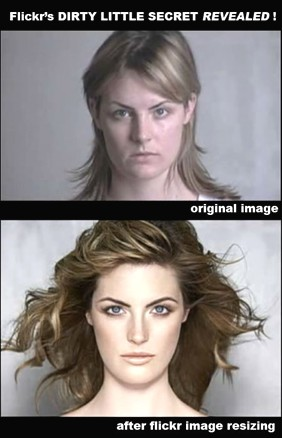 Flickr's DIRTY LITTLE SECRET REVEALED !
original image
after flickr image resizing